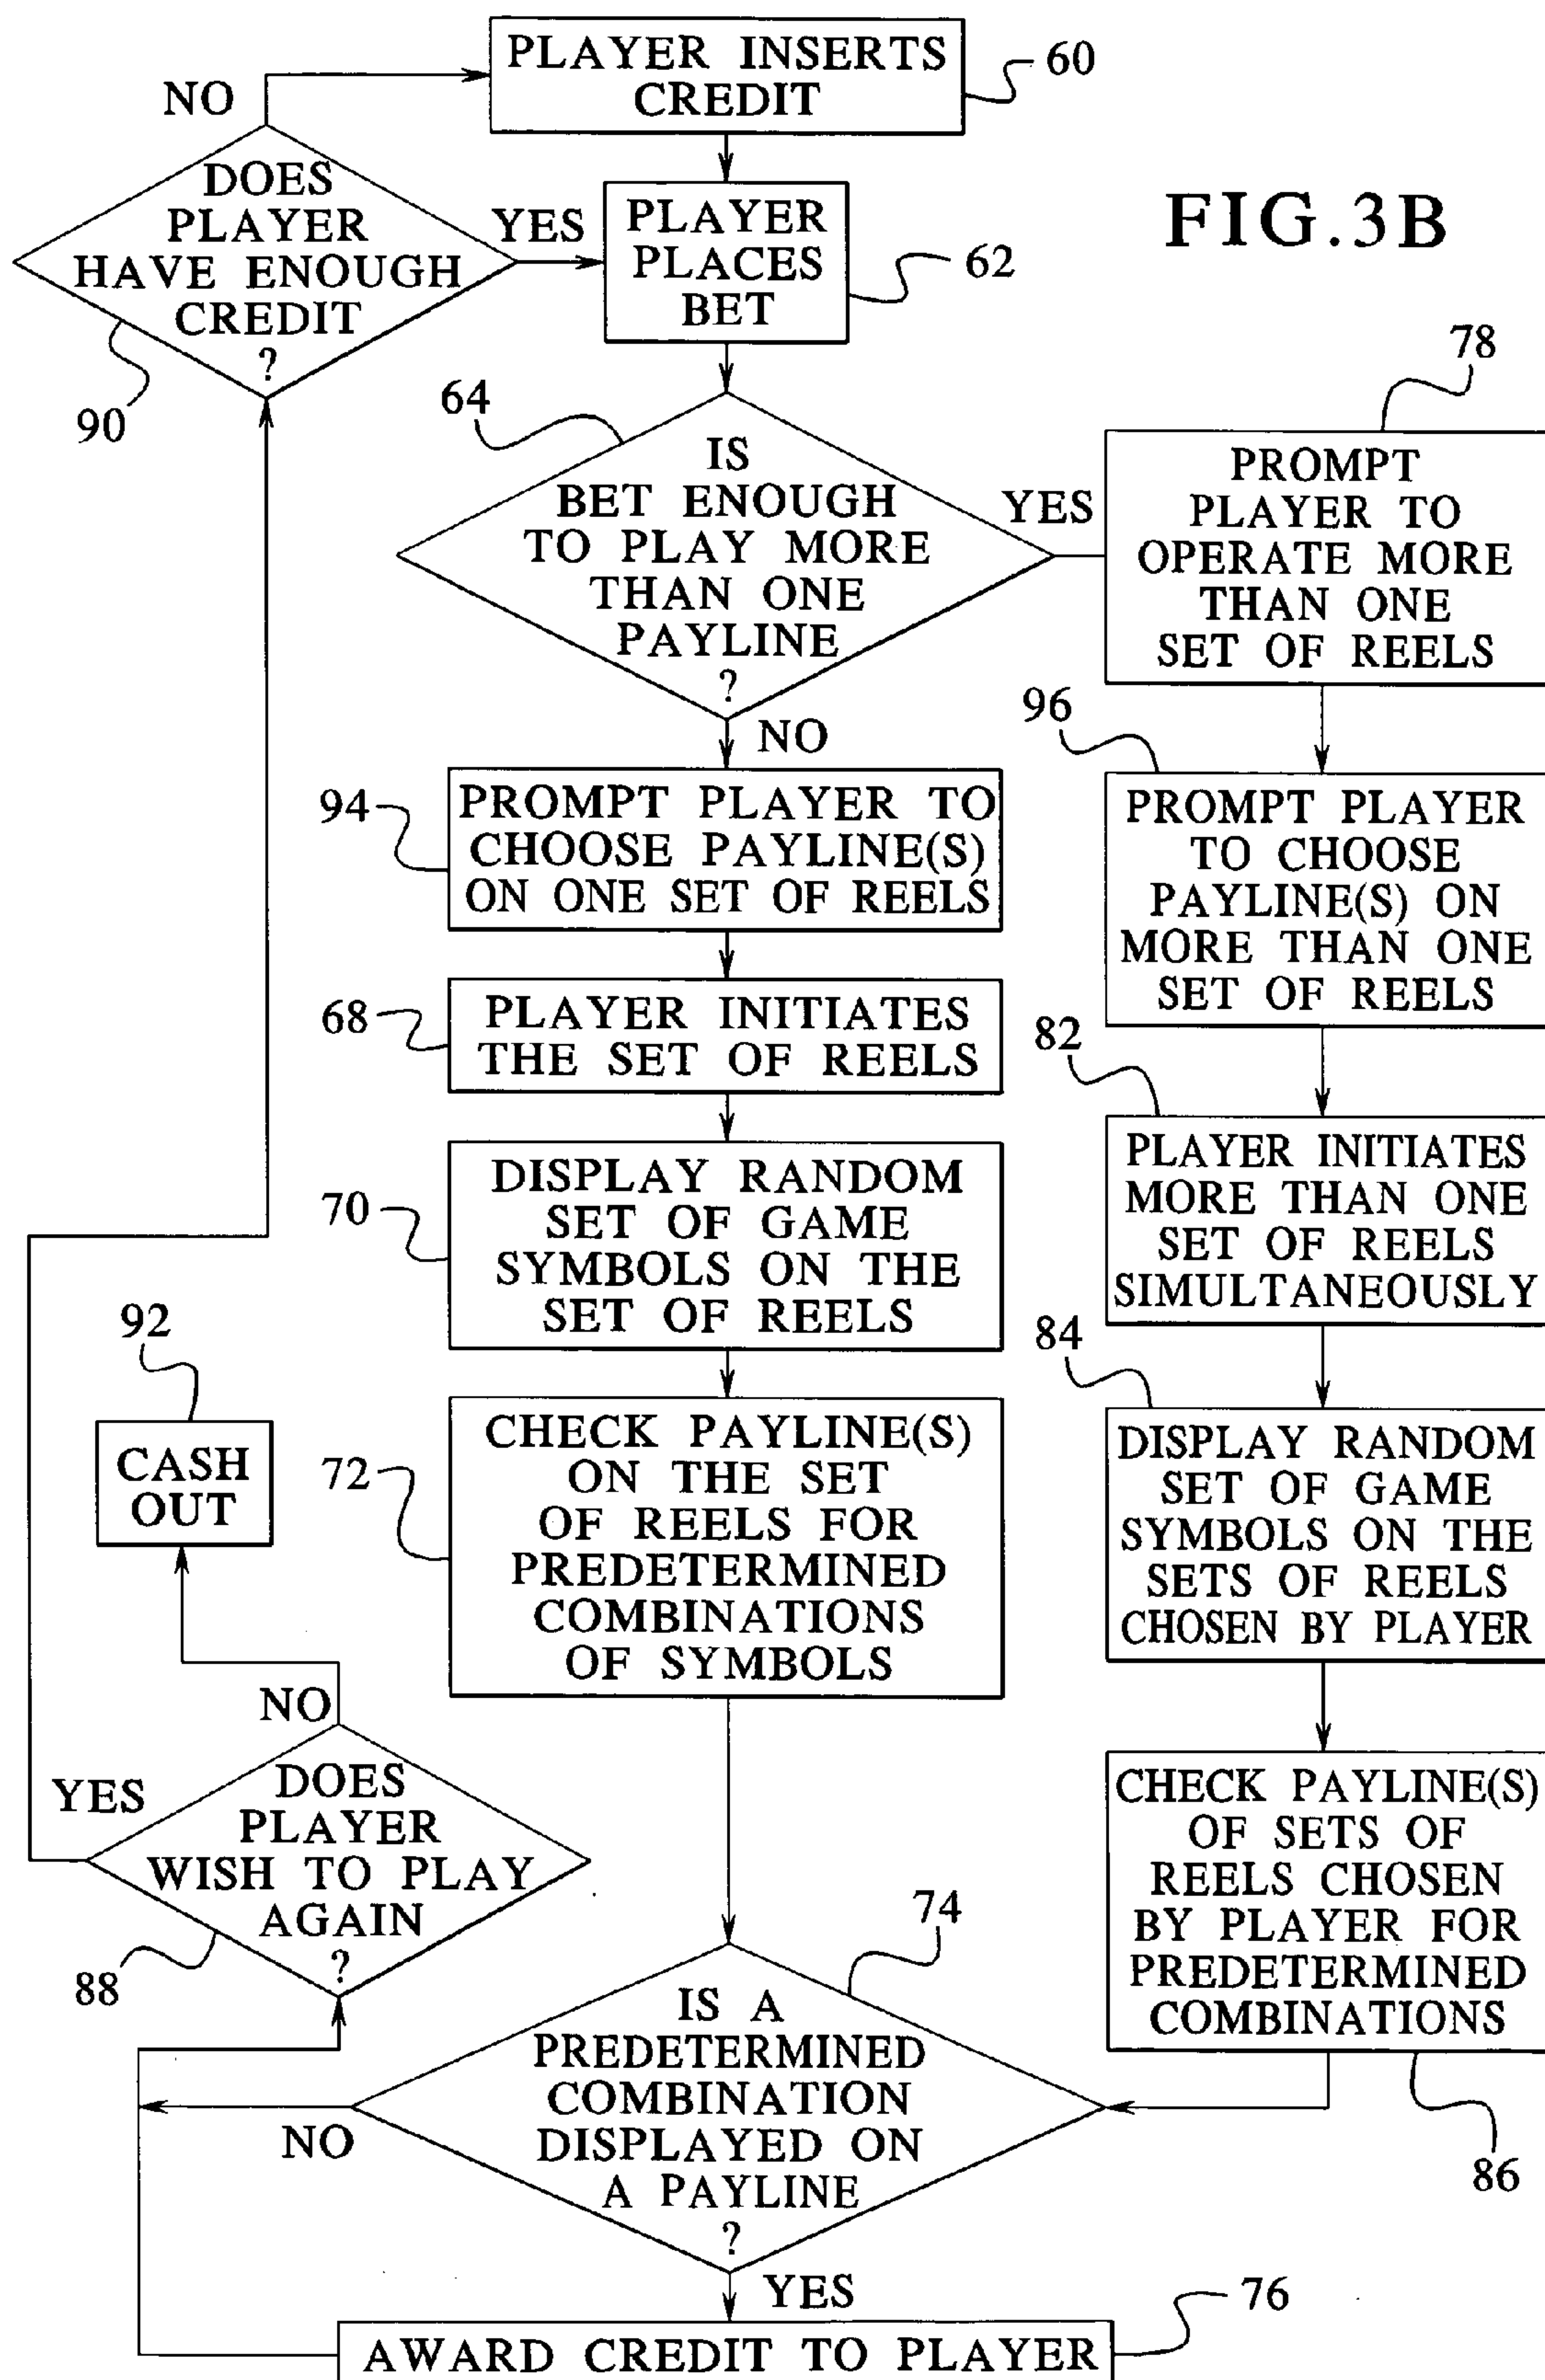 PLAYER INSERTS
CREDIT
60
NO
DOES
PLAYER
HAVE ENOUGH
CREDIT
?
90
YES
PLAYER
PLACES
BET
62
FIG.3B
64
IS
BET ENOUGH
TO PLAY MORE
THAN ONE
PAYLINE
?
YES
NO
78
PROMPT
PLAYER TO
OPERATE MORE
THAN ONE
SET OF REELS
94
PROMPT PLAYER TO
CHOOSE PAYLINE(S)
ON ONE SET OF REELS
96
PROMPT PLAYER
TO CHOOSE
PAYLINE(S) ON
MORE THAN ONE
SET OF REELS
68
PLAYER INITIATES
THE SET OF REELS
82
PLAYER INITIATES
MORE THAN ONE
SET OF REELS
SIMULTANEOUSLY
70
DISPLAY RANDOM
SET OF GAME
SYMBOLS ON THE
SET OF REELS
84
DISPLAY RANDOM
SET OF GAME
SYMBOLS ON THE
SETS OF REELS
CHOSEN BY PLAYER
92
CASH
OUT
72
CHECK PAYLINE(S)
ON THE SET
OF REELS FOR
PREDETERMINED
COMBINATIONS
OF SYMBOLS
NO
YES
DOES
PLAYER
WISH TO PLAY
AGAIN
?
88
CHECK PAYLINE(S)
OF SETS OF
REELS CHOSEN
BY PLAYER FOR
PREDETERMINED
COMBINATIONS
86
74
IS A
PREDETERMINED
COMBINATION
DISPLAYED ON
A PAYLINE
?
NO
YES
76
AWARD CREDIT TO PLAYER